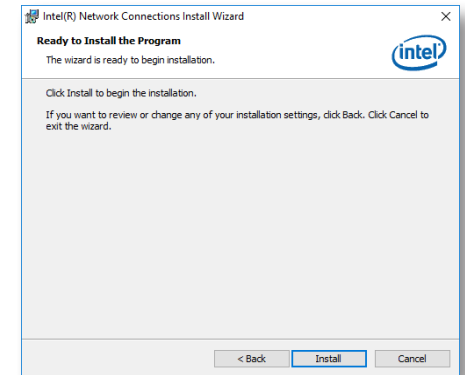 Intel(R) Network Connections Install Wizard
Ready to Install the Program
The wizard is ready to begin installation.
intel
Click Install to begin the installation.
If you want to review or change any of your installation settings, click Back. Click Cancel to
exit the wizard.
< Back Install Cancel